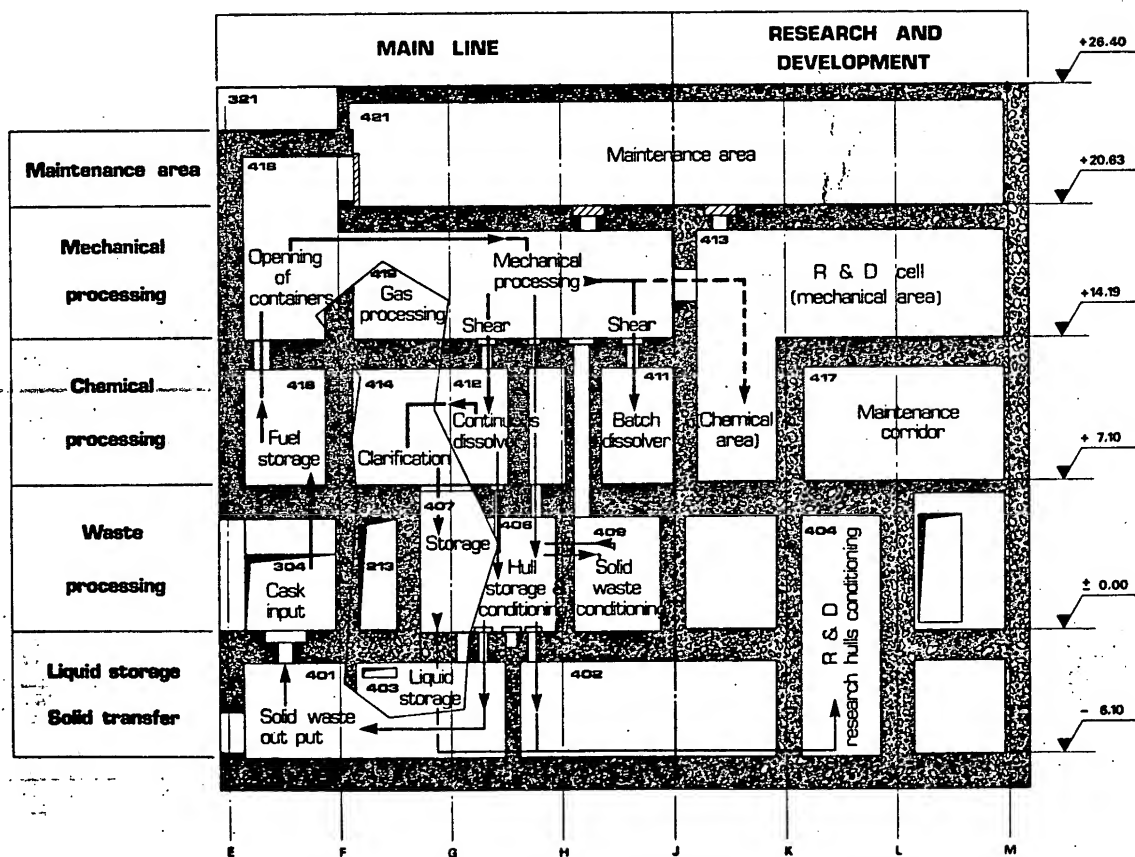 MAIN LINE
RESEARCH AND
DEVELOPMENT
+26.40
321
421
Maintenance area
418
Maintenance area
+20.63
Mechanical
processing
Openning
of
containers
419
Gas
processing
Mechanical
processing
413
R & D cell
(mechanical area)
Shear
Shear
+14.19
Chemical
processing
418
414
412
411
417
Fuel
storage
Clarification
Continuous
dissolver
Batch
dissolver
Chemical
area)
Maintenance
corridor
+ 7.10
Waste
processing
304
Cask
input
213
407
Storage
408
Hull
storage &
conditioning
409
Solid
waste
conditioning
404
R & D
research hulls conditioning
± 0.00
Liquid storage
Solid transfer
401
Solid waste
out put
403
Liquid
storage
402
- 6.10
E F G H J K L M